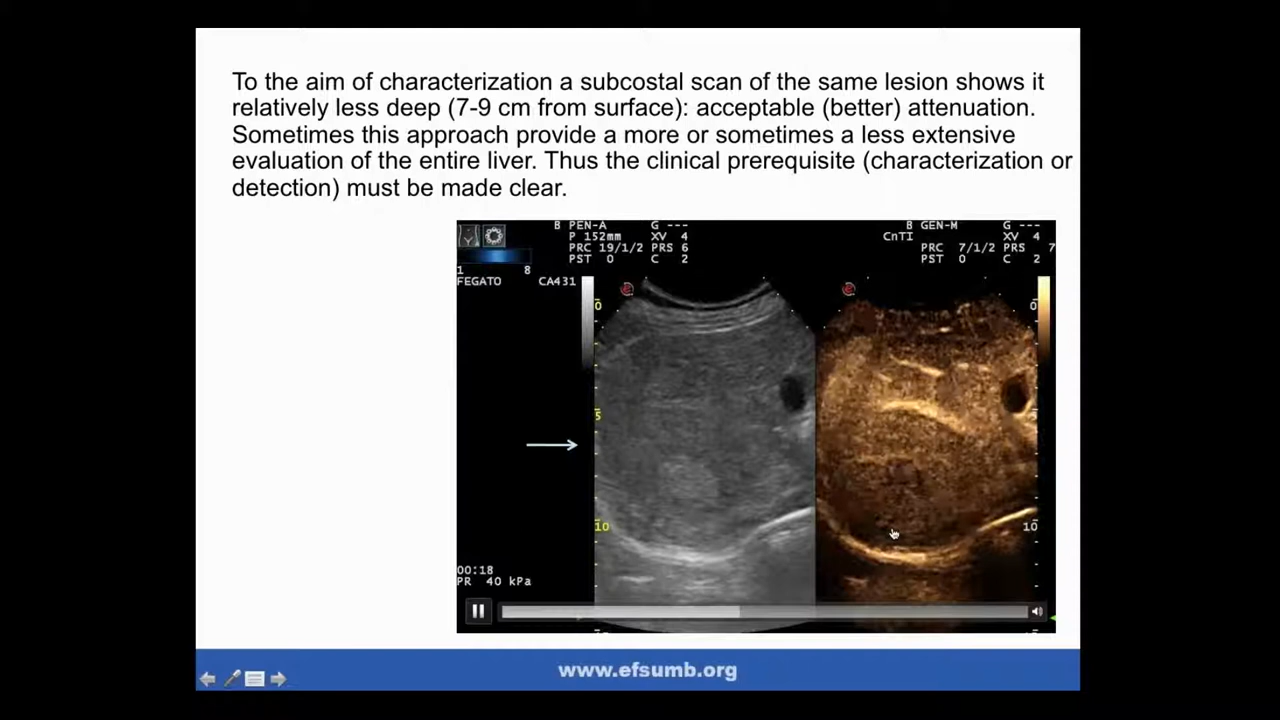 To the aim of characterization a subcostal scan of the same lesion shows it
relatively less deep (7-9 cm from surface): acceptable (better) attenuation.
Sometimes this approach provide a more or sometimes a less extensive
evaluation of the entire liver. Thus the clinical prerequisite (characterization or
detection) must be made clear.
B PEN-A G ---
P 152mm XV 4
PRC 19/1/2 PRS 6
PST 0 C 2
B GEN-M G ---
CnTI XV 4
PRC 7/1/2 PRS 7
PST 0 C 2
1 8
FEGATO CA431
0
0
5
10
10
00:18
PR 40 kPa
www.efsumb.org